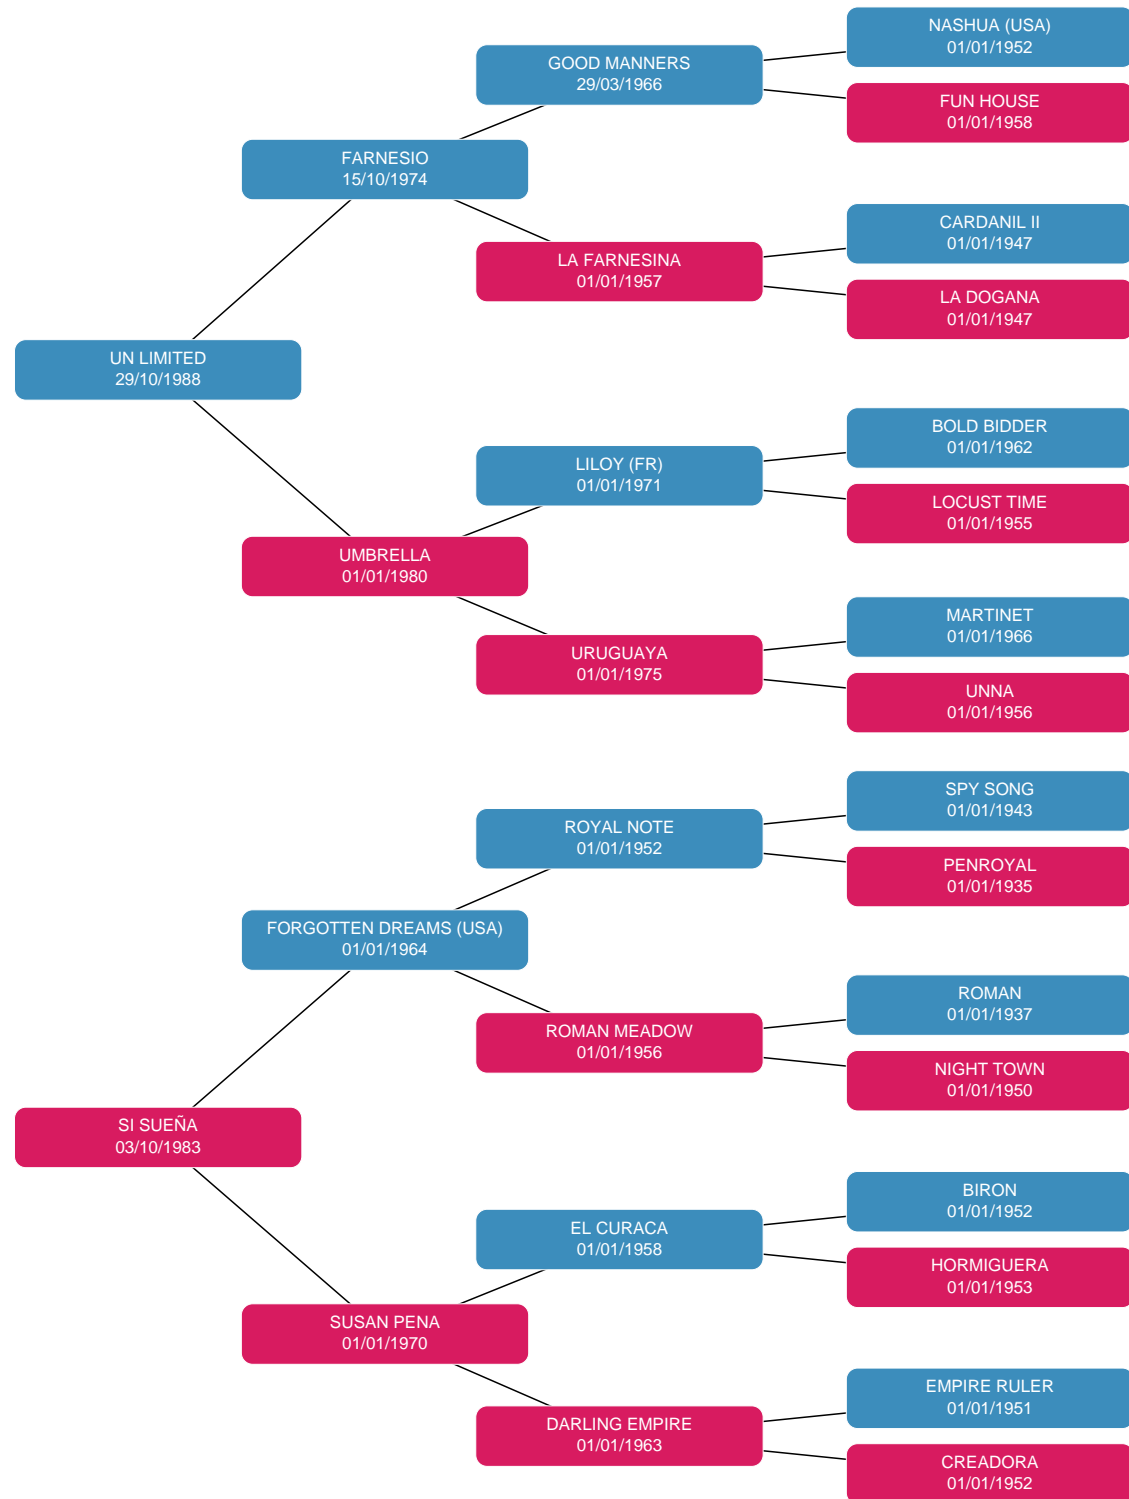 NASHUA (USA)
01/01/1952
GOOD MANNERS
29/03/1966
FUN HOUSE
01/01/1958
FARNESIO
15/10/1974
CARDANIL II
01/01/1947
LA FARNESINA
01/01/1957
LA DOGANA
01/01/1947
UN LIMITED
29/10/1988
BOLD BIDDER
01/01/1962
LILOY (FR)
01/01/1971
LOCUST TIME
01/01/1955
UMBRELLA
01/01/1980
MARTINET
01/01/1966
URUGUAYA
01/01/1975
UNNA
01/01/1956
SPY SONG
01/01/1943
ROYAL NOTE
01/01/1952
PENROYAL
01/01/1935
FORGOTTEN DREAMS (USA)
01/01/1964
ROMAN
01/01/1937
ROMAN MEADOW
01/01/1956
NIGHT TOWN
01/01/1950
SI SUEÑA
03/10/1983
BIRON
01/01/1952
EL CURACA
01/01/1958
HORMIGUERA
01/01/1953
SUSAN PENA
01/01/1970
EMPIRE RULER
01/01/1951
DARLING EMPIRE
01/01/1963
CREADORA
01/01/1952